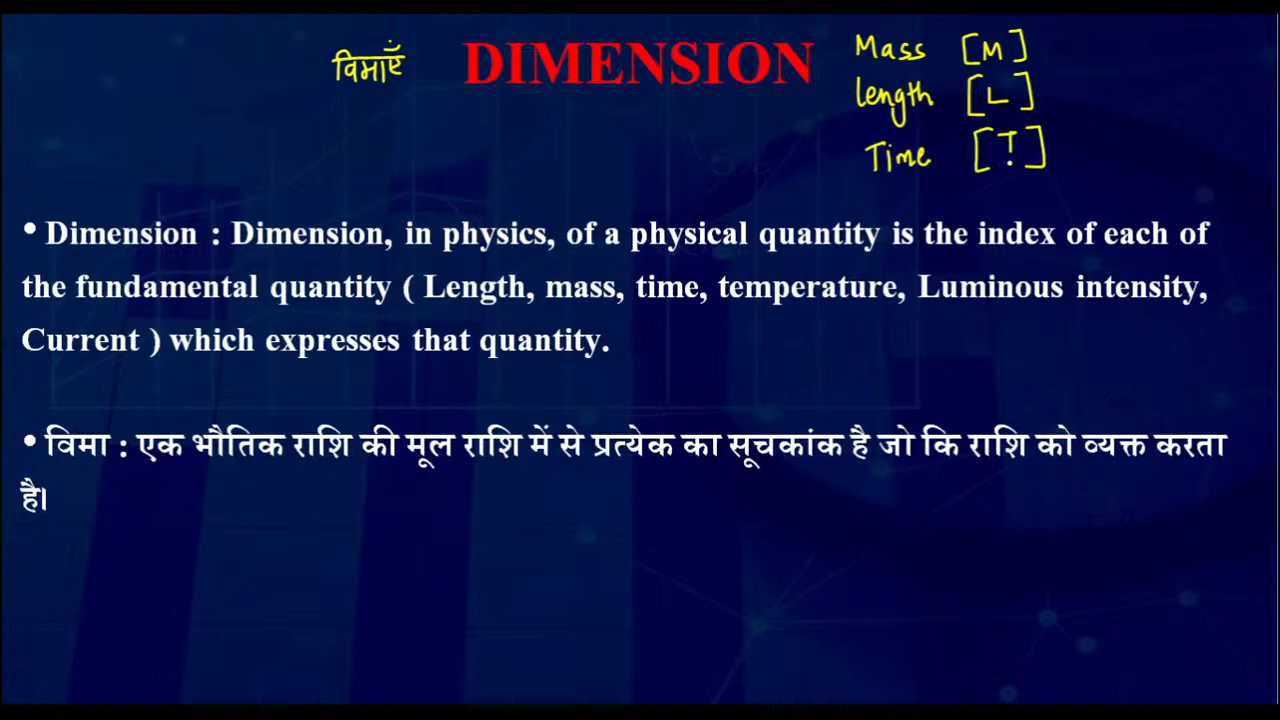 विमाएँ DIMENSION Mass [M]
Length [L]
Time [T]
• Dimension : Dimension, in physics, of a physical quantity is the index of each of
the fundamental quantity ( Length, mass, time, temperature, Luminous intensity,
Current ) which expresses that quantity.
• विमा : एक भौतिक राशि की मूल राशि में से प्रत्येक का सूचकांक है जो कि राशि को व्यक्त करता
है।